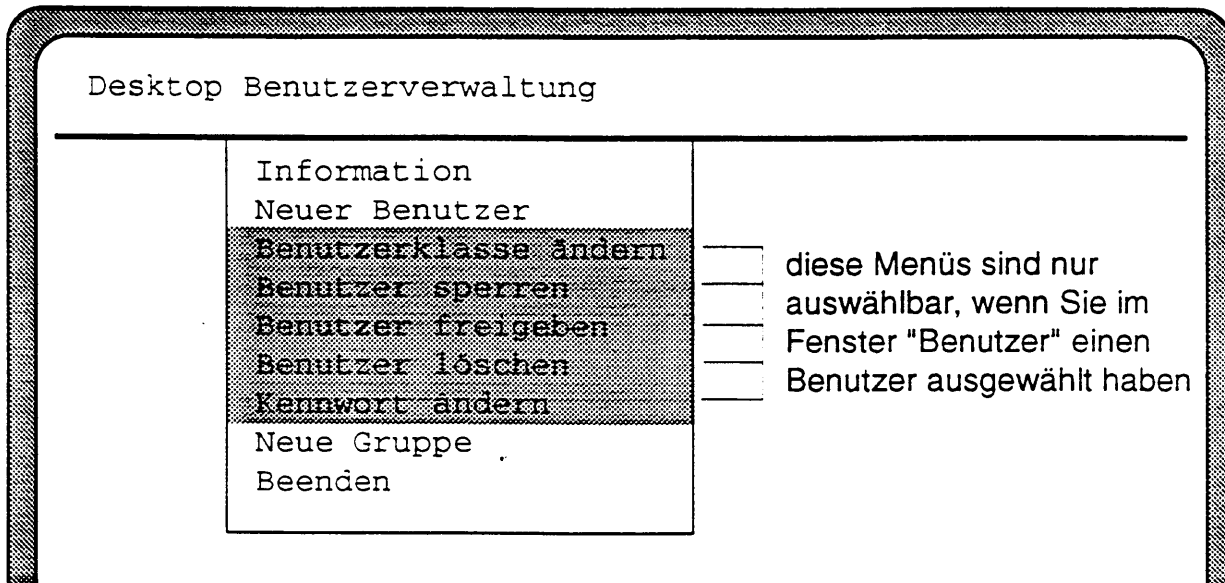 Desktop Benutzerverwaltung
Information
Neuer Benutzer
Benutzerklasse ändern
Benutzer sperren
Benutzer freigeben
Benutzer löschen
Kennwort ändern
Neue Gruppe
Beenden
diese Menüs sind nur
auswählbar, wenn Sie im
Fenster "Benutzer" einen
Benutzer ausgewählt haben